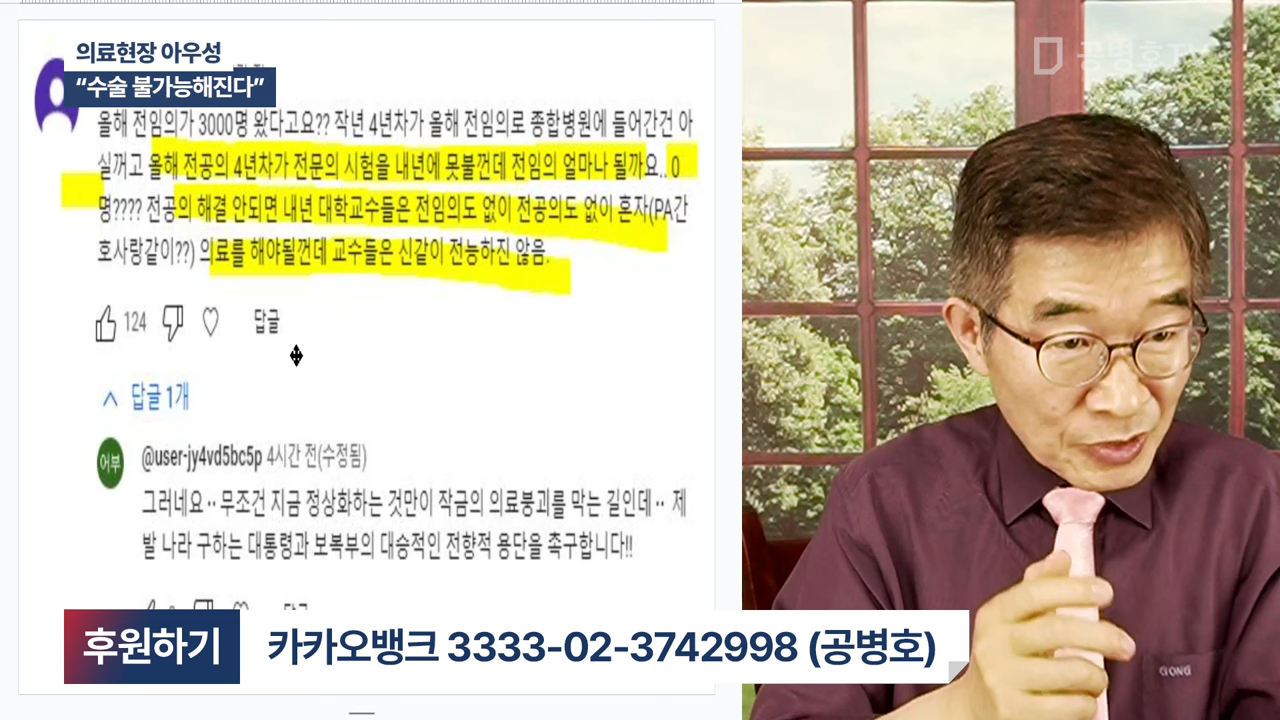 의료현장 아우성
“수술 불가능해진다”
공병호TV
올해 전임의가 3000명 왔다고요?? 작년 4년차가 올해 전임의로 종합병원에 들어간건 아
실꺼고 올해 전공의 4년차가 전문의 시험을 내년에 못볼껀데 전임의 얼마나 될까요.. 0
명???? 전공의 해결 안되면 내년 대학교수들은 전임의도 없이 전공의도 없이 혼자(PA간
호사랑같이??) 의료를 해야될껀데 교수들은 신같이 전능하진 않음.
124
답글
답글 1개
어부
@user-jy4vd5bc5p 4시간 전(수정됨)
그러네요·· 무조건 지금 정상화하는 것만이 작금의 의료붕괴를 막는 길인데·· 제
발 나라 구하는 대통령과 보복부의 대승적인 전향적 용단을 촉구합니다!!
후원하기
카카오뱅크 3333-02-3742998 (공병호)
GONG